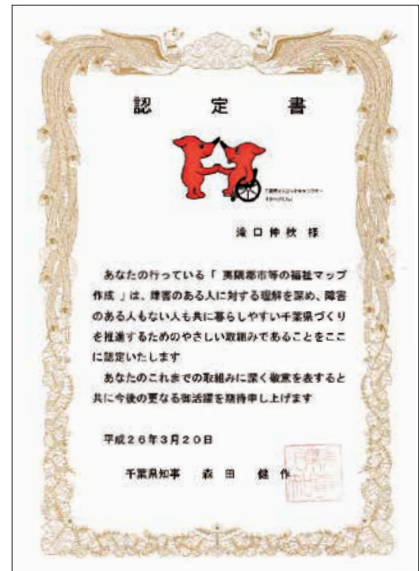 認定書
滝口仲秋 様
あなたの行っている「 夷隅郡市等の福祉マップ
作成 」は、障害のある人に対する理解を深め、障害
のある人もない人も共に暮らしやすい千葉県づくり
を推進するためのやさしい取組みであることをここ
に認定いたします
あなたのこれまでの取組みに深く敬意を表すると
共に今後の更なる御活躍を期待申し上げます
平成26年3月20日
千葉県知事 森田 健作